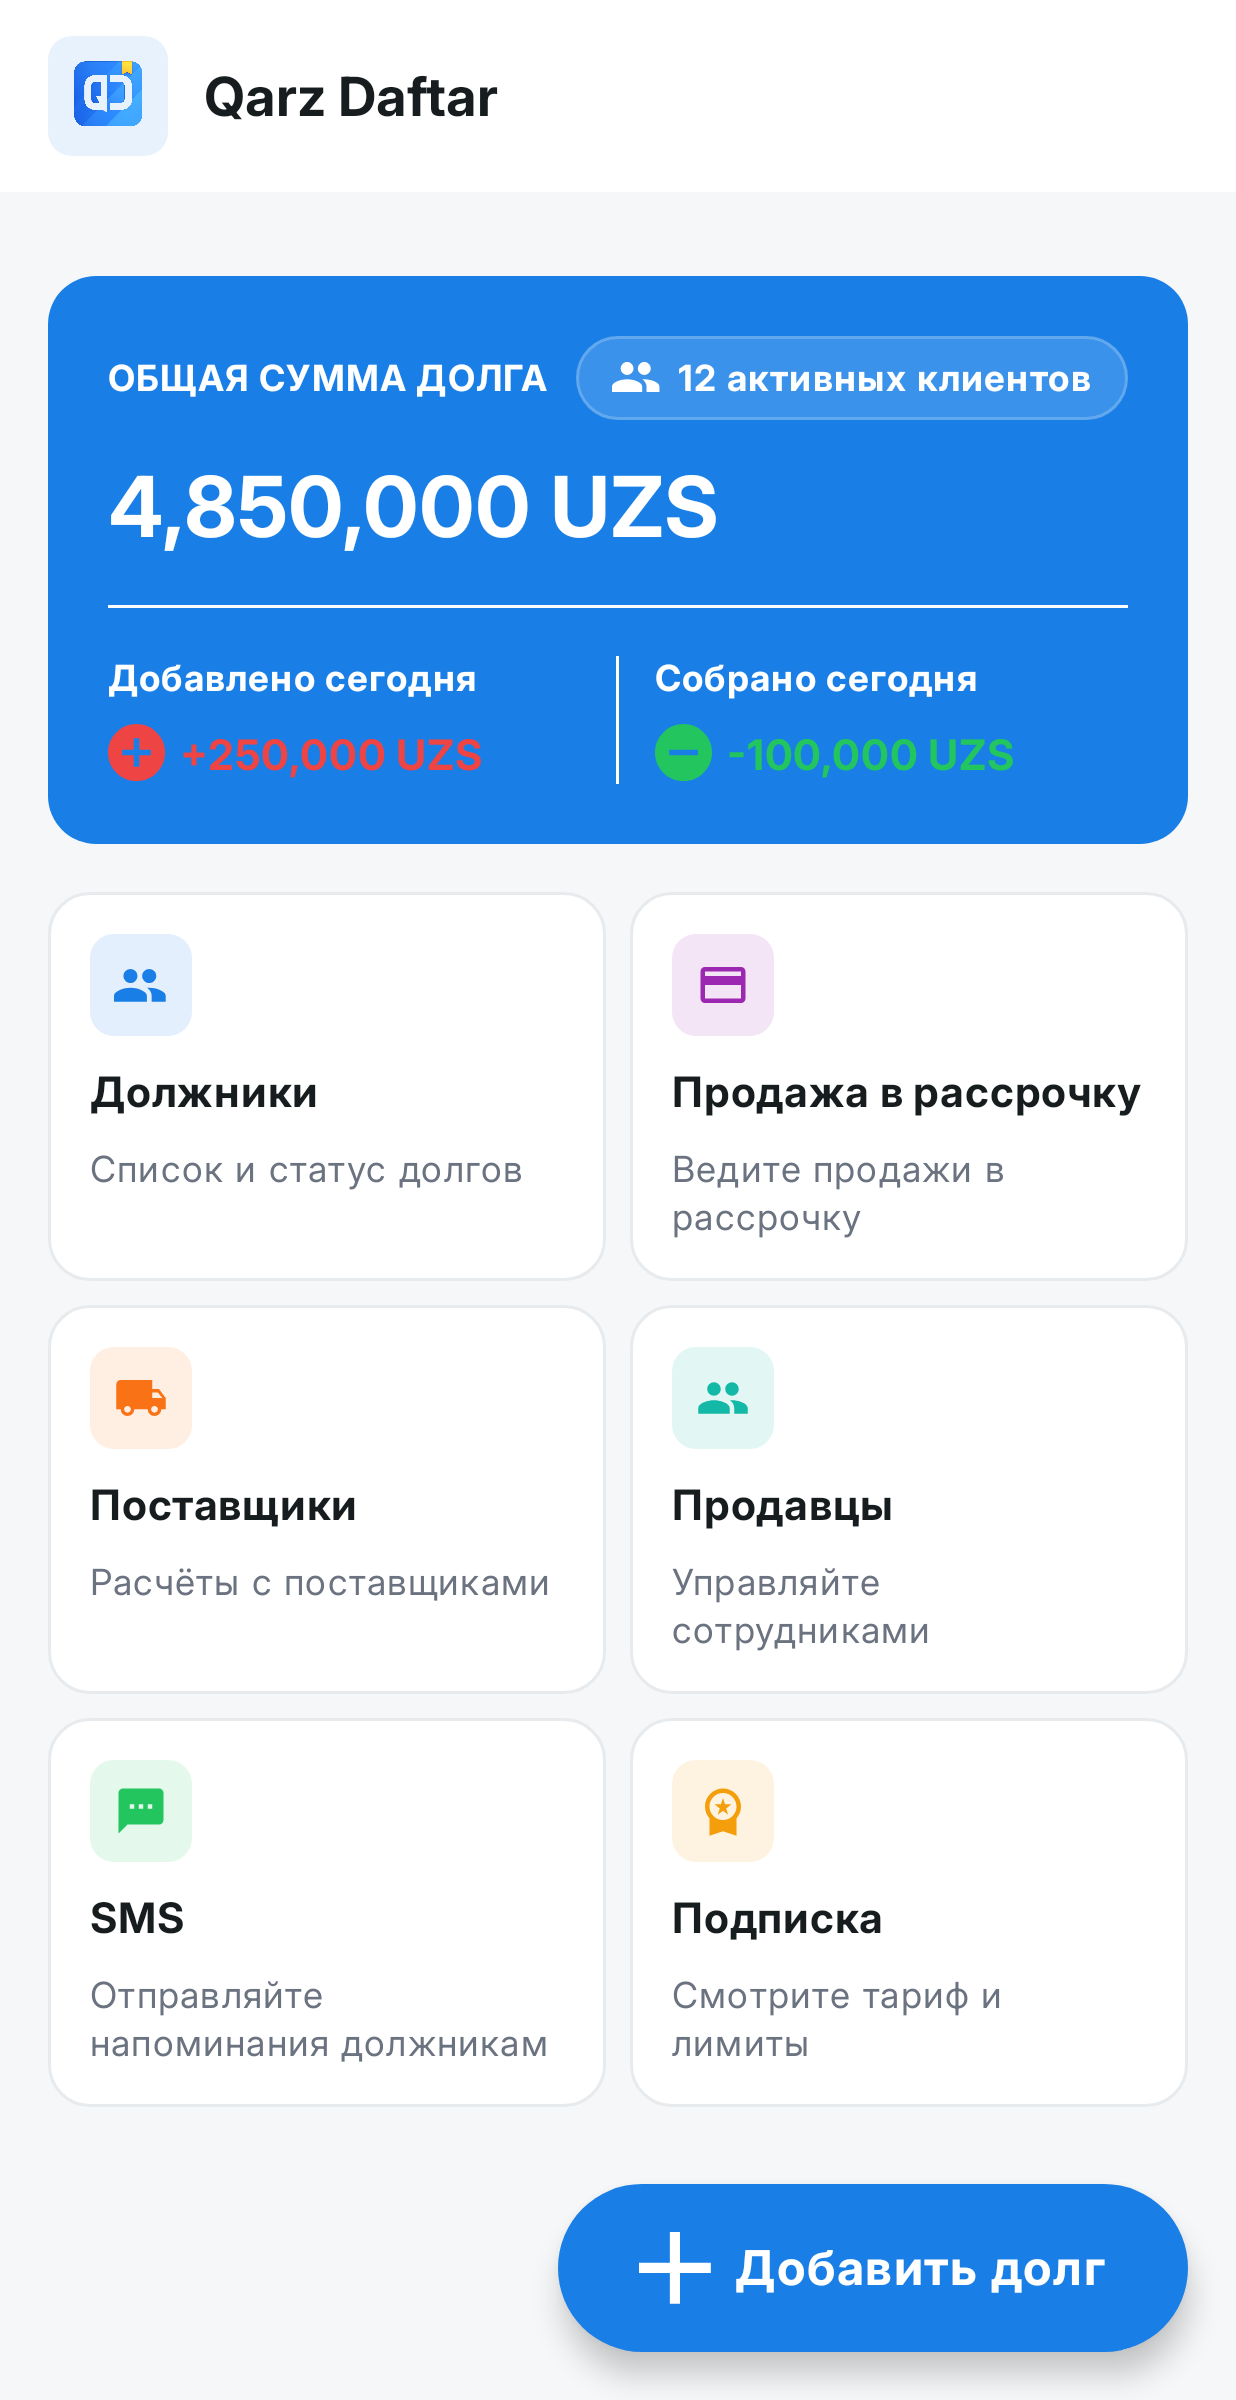 Qarz Daftar
ОБЩАЯ СУММА ДОЛГА
12 активных клиентов
4,850,000 UZS
Добавлено сегодня
+250,000 UZS
Собрано сегодня
-100,000 UZS
Должники
Список и статус долгов
Продажа в рассрочку
Ведите продажи в
рассрочку
Поставщики
Расчёты с поставщиками
Продавцы
Управляйте
сотрудниками
SMS
Отправляйте
напоминания должникам
Подписка
Смотрите тариф и
лимиты
Добавить долг